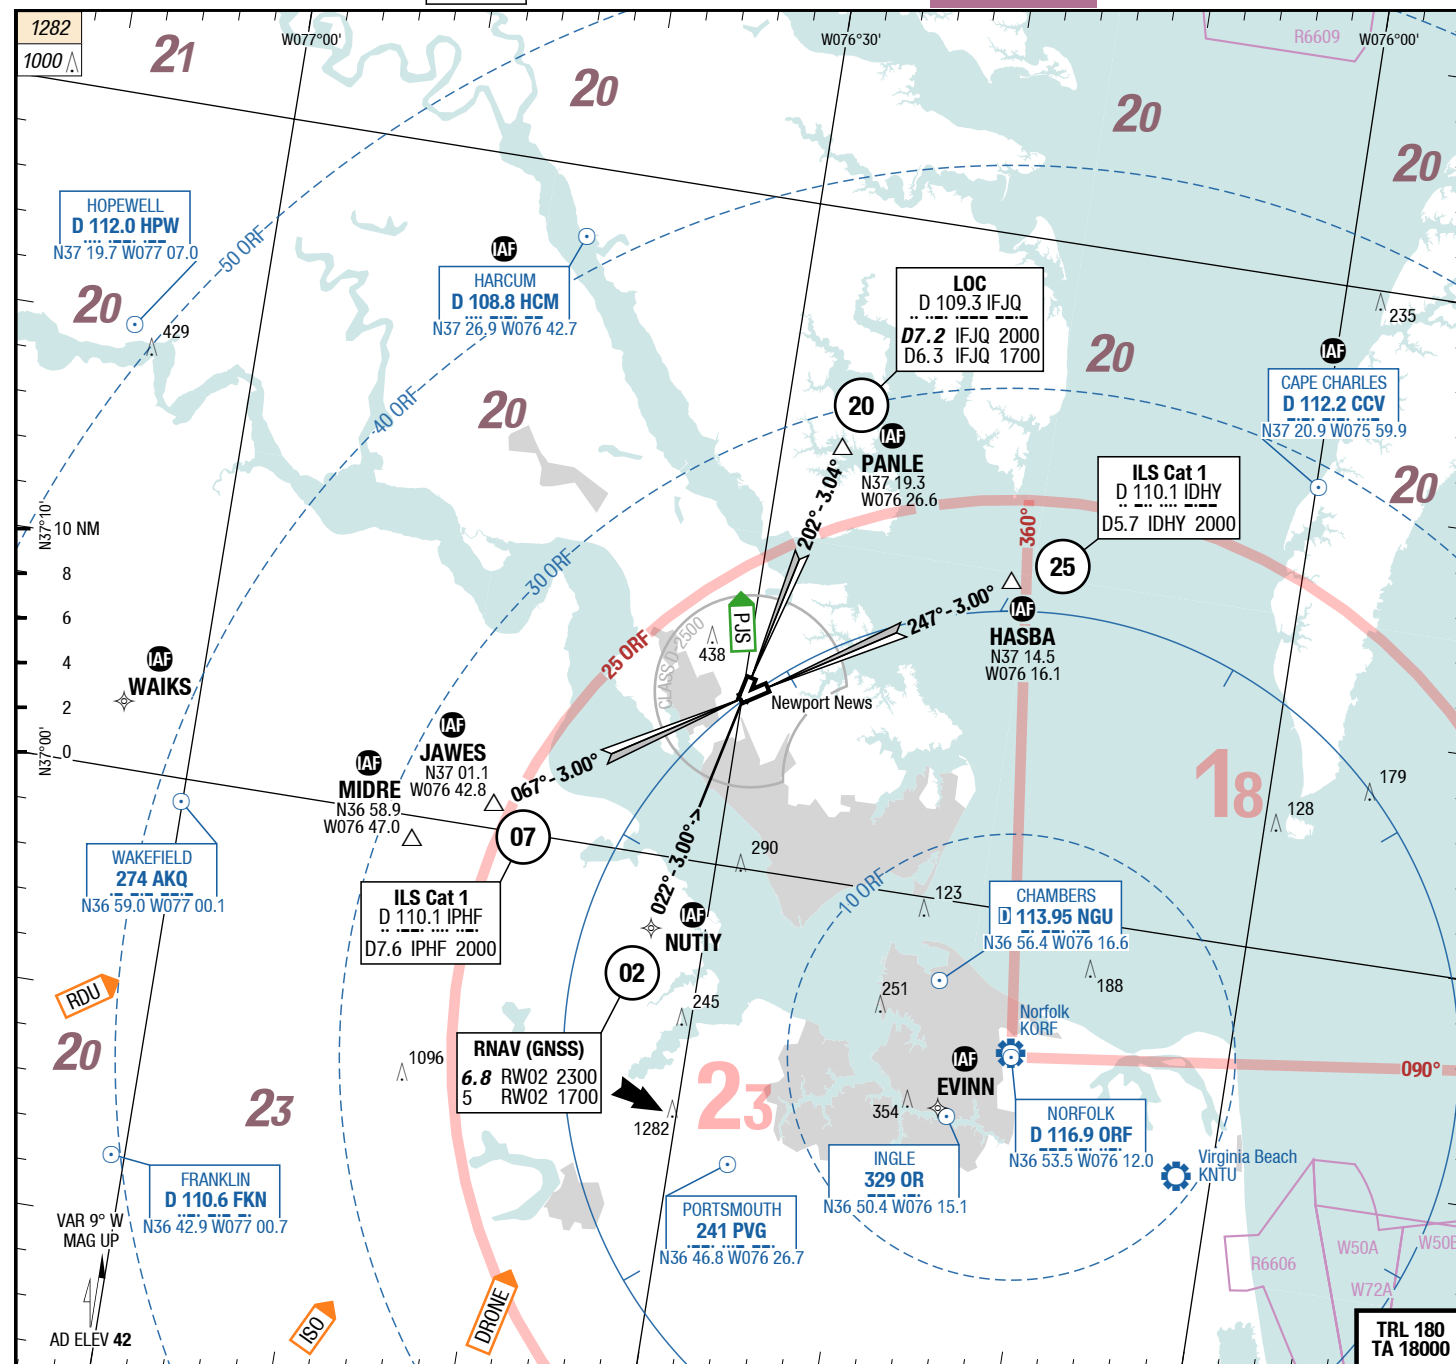 1282
1000
21
W077°00'
W076°30'
W076°00'
R6609
20
20
20
HOPEWELL
D 112.0 HPW
N37 19.7 W077 07.0
50 ORF
IAF
HARCUM
D 108.8 HCM
N37 26.9 W076 42.7
LOC
D 109.3 IFJQ
D7.2 IFJQ 2000
D6.3 IFJQ 1700
20
429
235
20
IAF
CAPE CHARLES
D 112.2 CCV
N37 20.9 W075 59.9
40 ORF
20
20
IAF
PANLE
N37 19.3
W076 26.6
202°- 3.04°
ILS Cat 1
D 110.1 IDHY
D5.7 IDHY 2000
20
N37°10'
10 NM
8
6
4
2
0
N37°00'
360°
25
30 ORF
25 ORF
CLASS D 2500
438
PJS
247°- 3.00°
IAF
HASBA
N37 14.5
W076 16.1
IAF
WAIKS
Newport News
IAF
JAWES
N37 01.1
W076 42.8
IAF
MIDRE
N36 58.9
W076 47.0
067°- 3.00°
07
18
179
128
WAKEFIELD
274 AKQ
N36 59.0 W077 00.1
290
022°- 3.00°
10 ORF
123
ILS Cat 1
D 110.1 IPHF
D7.6 IPHF 2000
IAF
NUTIY
02
CHAMBERS
D 113.95 NGU
N36 56.4 W076 16.6
RDU
251
188
245
Norfolk
KORF
20
1096
RNAV (GNSS)
6.8 RW02 2300
5 RW02 1700
23
23
1282
IAF
EVINN
354
090°
NORFOLK
D 116.9 ORF
N36 53.5 W076 12.0
FRANKLIN
D 110.6 FKN
N36 42.9 W077 00.7
INGLE
329 OR
N36 50.4 W076 15.1
Virginia Beach
KNTU
PORTSMOUTH
241 PVG
N36 46.8 W076 26.7
VAR 9° W
MAG UP
AD ELEV 42
ISO
DRONE
R6606
W50A
W50B
W72A
TRL 180
TA 18000